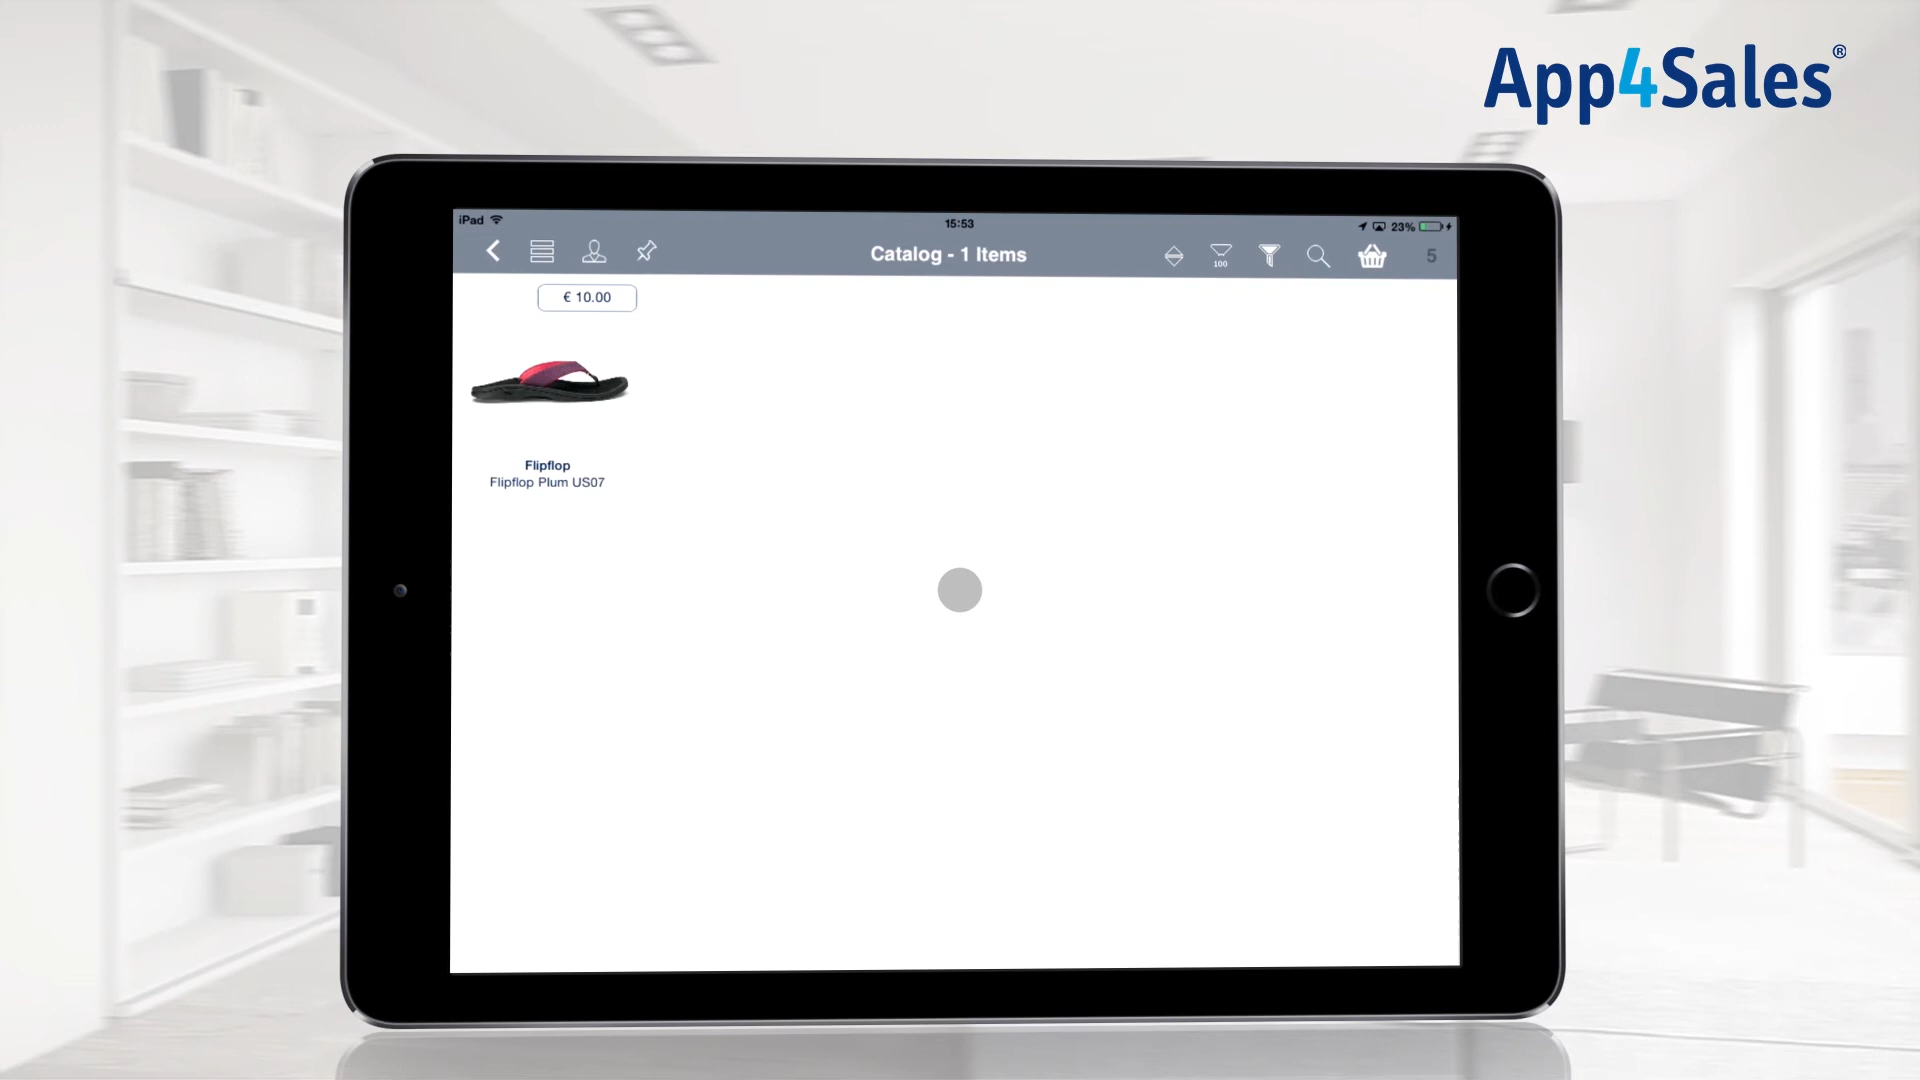 App4Sales®
iPad
15:53
23%
Catalog - 1 Items
100
5
€ 10.00
Flipflop
Flipflop Plum US07